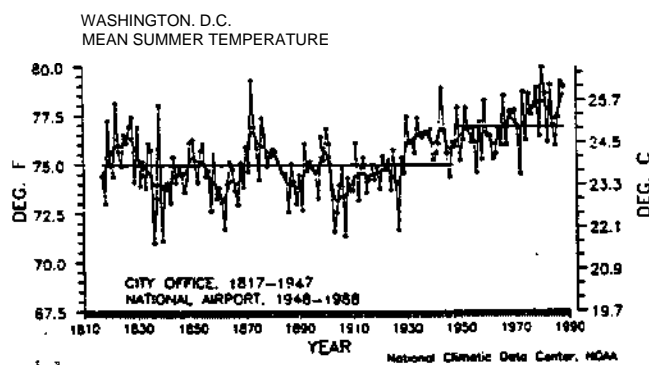 WASHINGTON. D.C.
MEAN SUMMER TEMPERATURE
80.0
77.5
75.0
72.5
70.0
67.5
DEG. F
25.7
24.5
23.3
22.1
20.9
19.7
DEG. C
CITY OFFICE, 1817-1947
NATIONAL AIRPORT, 1948-1988
1810 1830 1850 1870 1890 1910 1930 1950 1970 1990
YEAR
National Climatic Data Center, NOAA